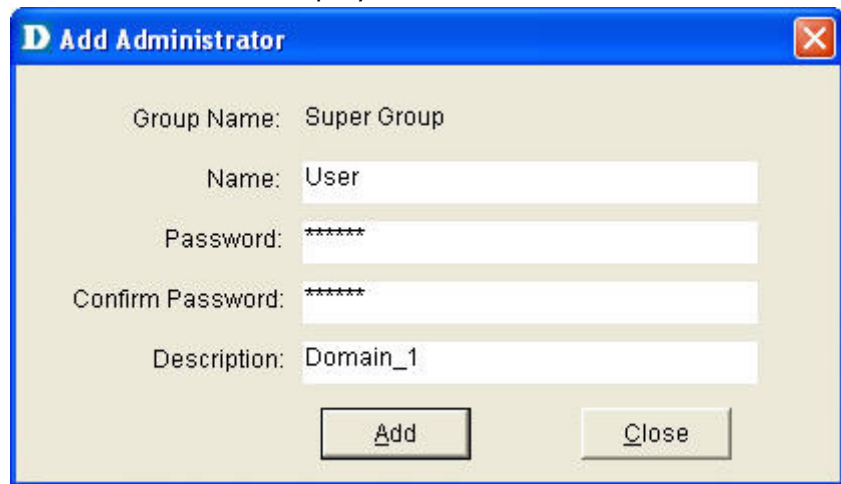 D Add Administrator
Group Name: Super Group
Name: User
Password: ******
Confirm Password: ******
Description: Domain_1
Add Close